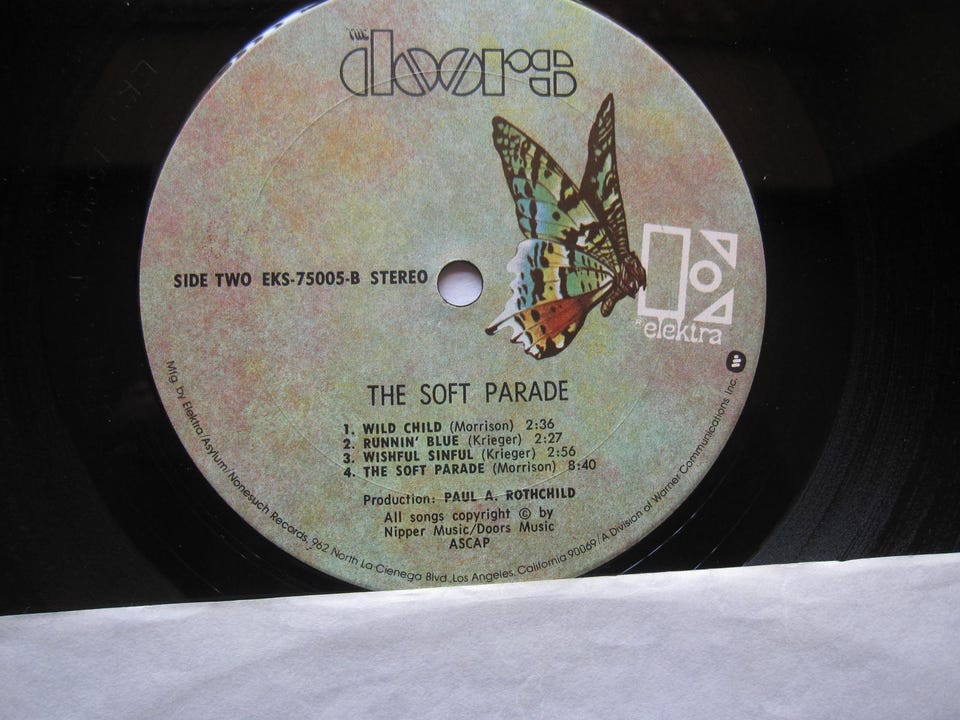 THE
doors
SIDE TWO EKS-75005-B STEREO
elektra
THE SOFT PARADE
1. WILD CHILD (Morrison) 2:36
2. RUNNIN' BLUE (Krieger) 2:27
3. WISHFUL SINFUL (Krieger) 2:56
4. THE SOFT PARADE (Morrison) 8:40
Production: PAUL A. ROTHCHILD
All songs copyright © by
Nipper Music/Doors Music
ASCAP
Mfg. by Elektra/Asylum/Nonesuch Records, 962 North La Cienega Blvd., Los Angeles, California 90069/A Division of Warner Communications Inc.